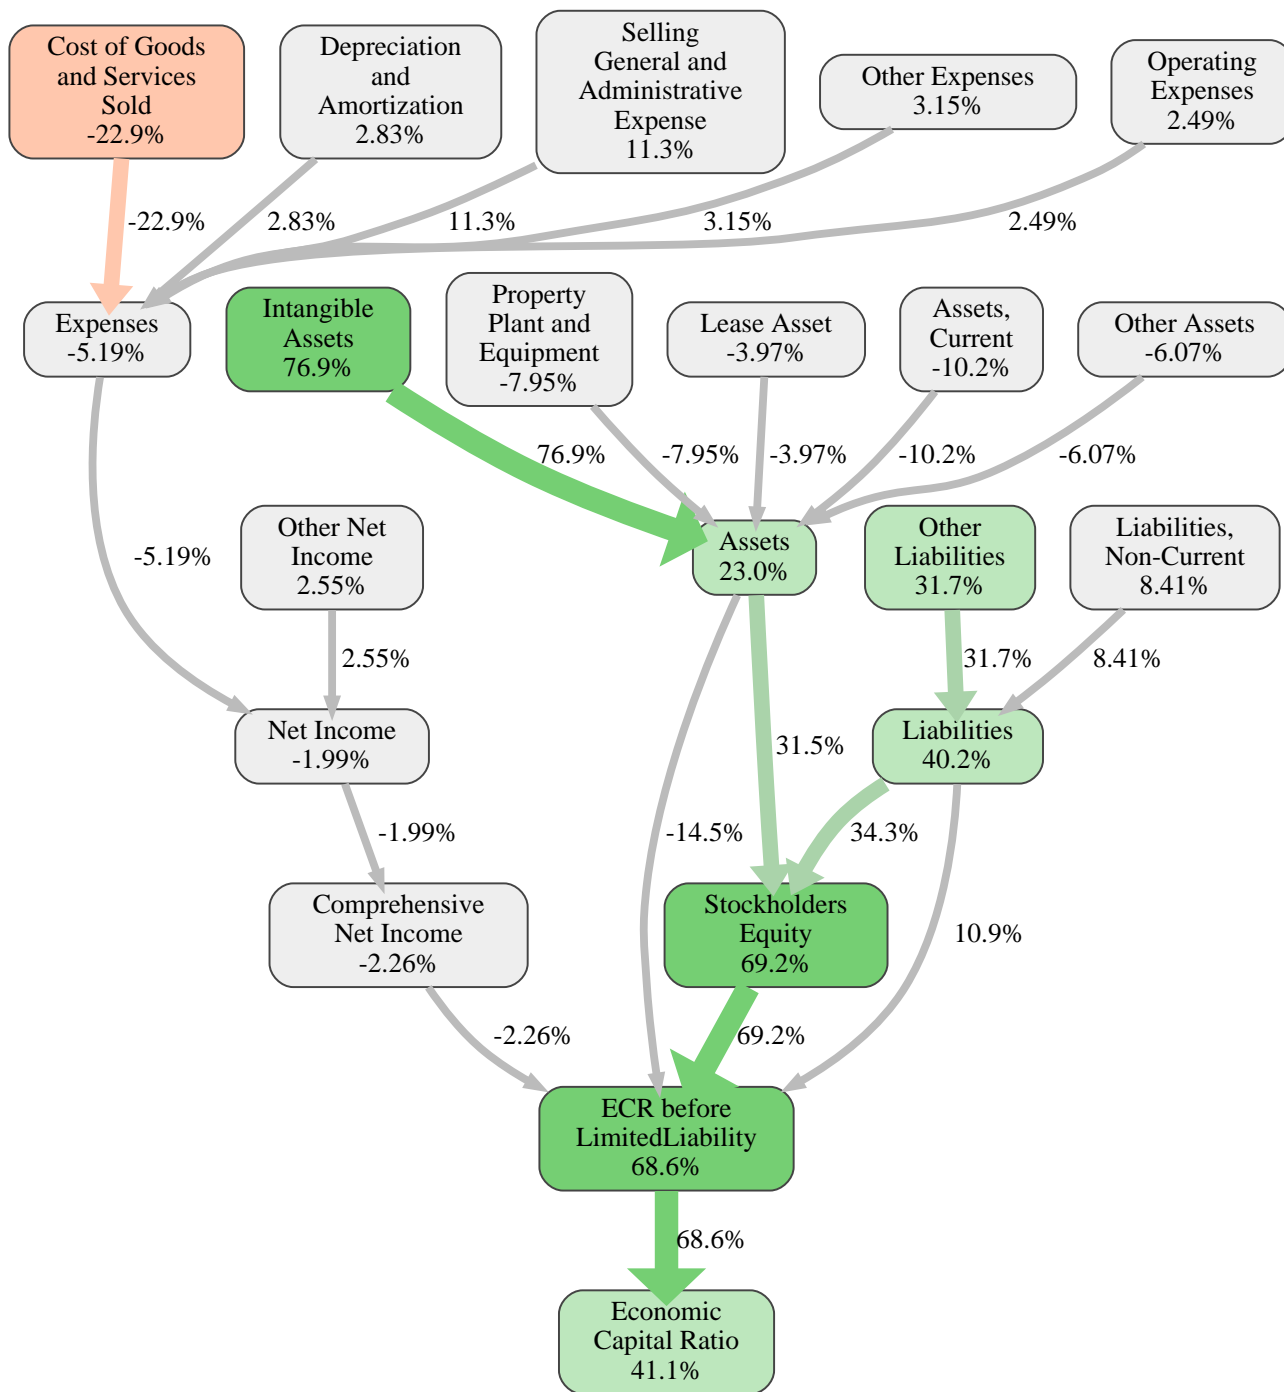 Cost of Goods
and Services
Sold
-22.9%
Depreciation
and
Amortization
2.83%
Selling
General and
Administrative
Expense
11.3%
Other Expenses
3.15%
Operating
Expenses
2.49%
-22.9%
2.83%
11.3%
3.15%
2.49%
Expenses
-5.19%
Intangible
Assets
76.9%
Property
Plant and
Equipment
-7.95%
Lease Asset
-3.97%
Assets,
Current
-10.2%
Other Assets
-6.07%
76.9%
-7.95%
-3.97%
-10.2%
-6.07%
-5.19%
Other Net
Income
2.55%
Assets
23.0%
Other
Liabilities
31.7%
Liabilities,
Non-Current
8.41%
2.55%
31.7%
8.41%
Net Income
-1.99%
31.5%
Liabilities
40.2%
-1.99%
-14.5%
34.3%
Comprehensive
Net Income
-2.26%
Stockholders
Equity
69.2%
10.9%
-2.26%
69.2%
ECR before
LimitedLiability
68.6%
68.6%
Economic
Capital Ratio
41.1%